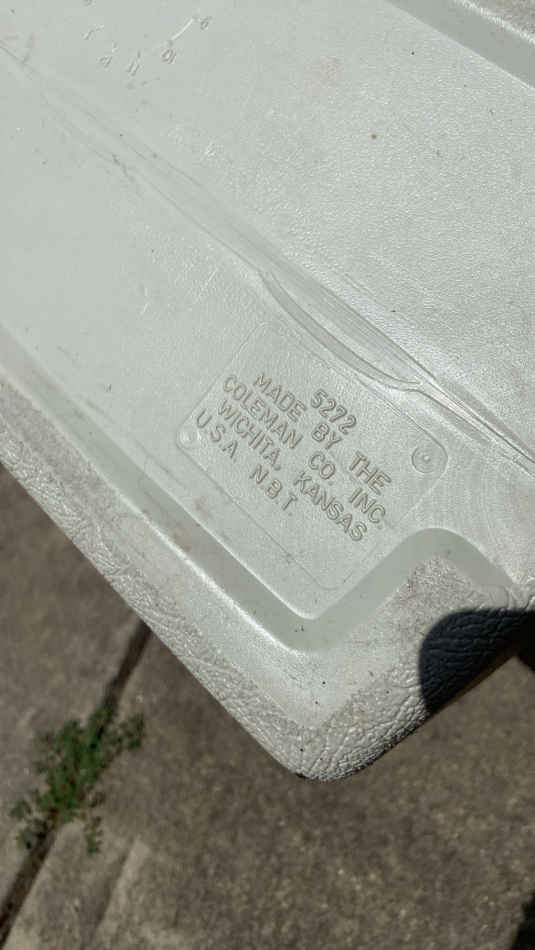 5272
MADE BY THE
COLEMAN CO. INC.
WICHITA, KANSAS
U.S.A. N.B.T.